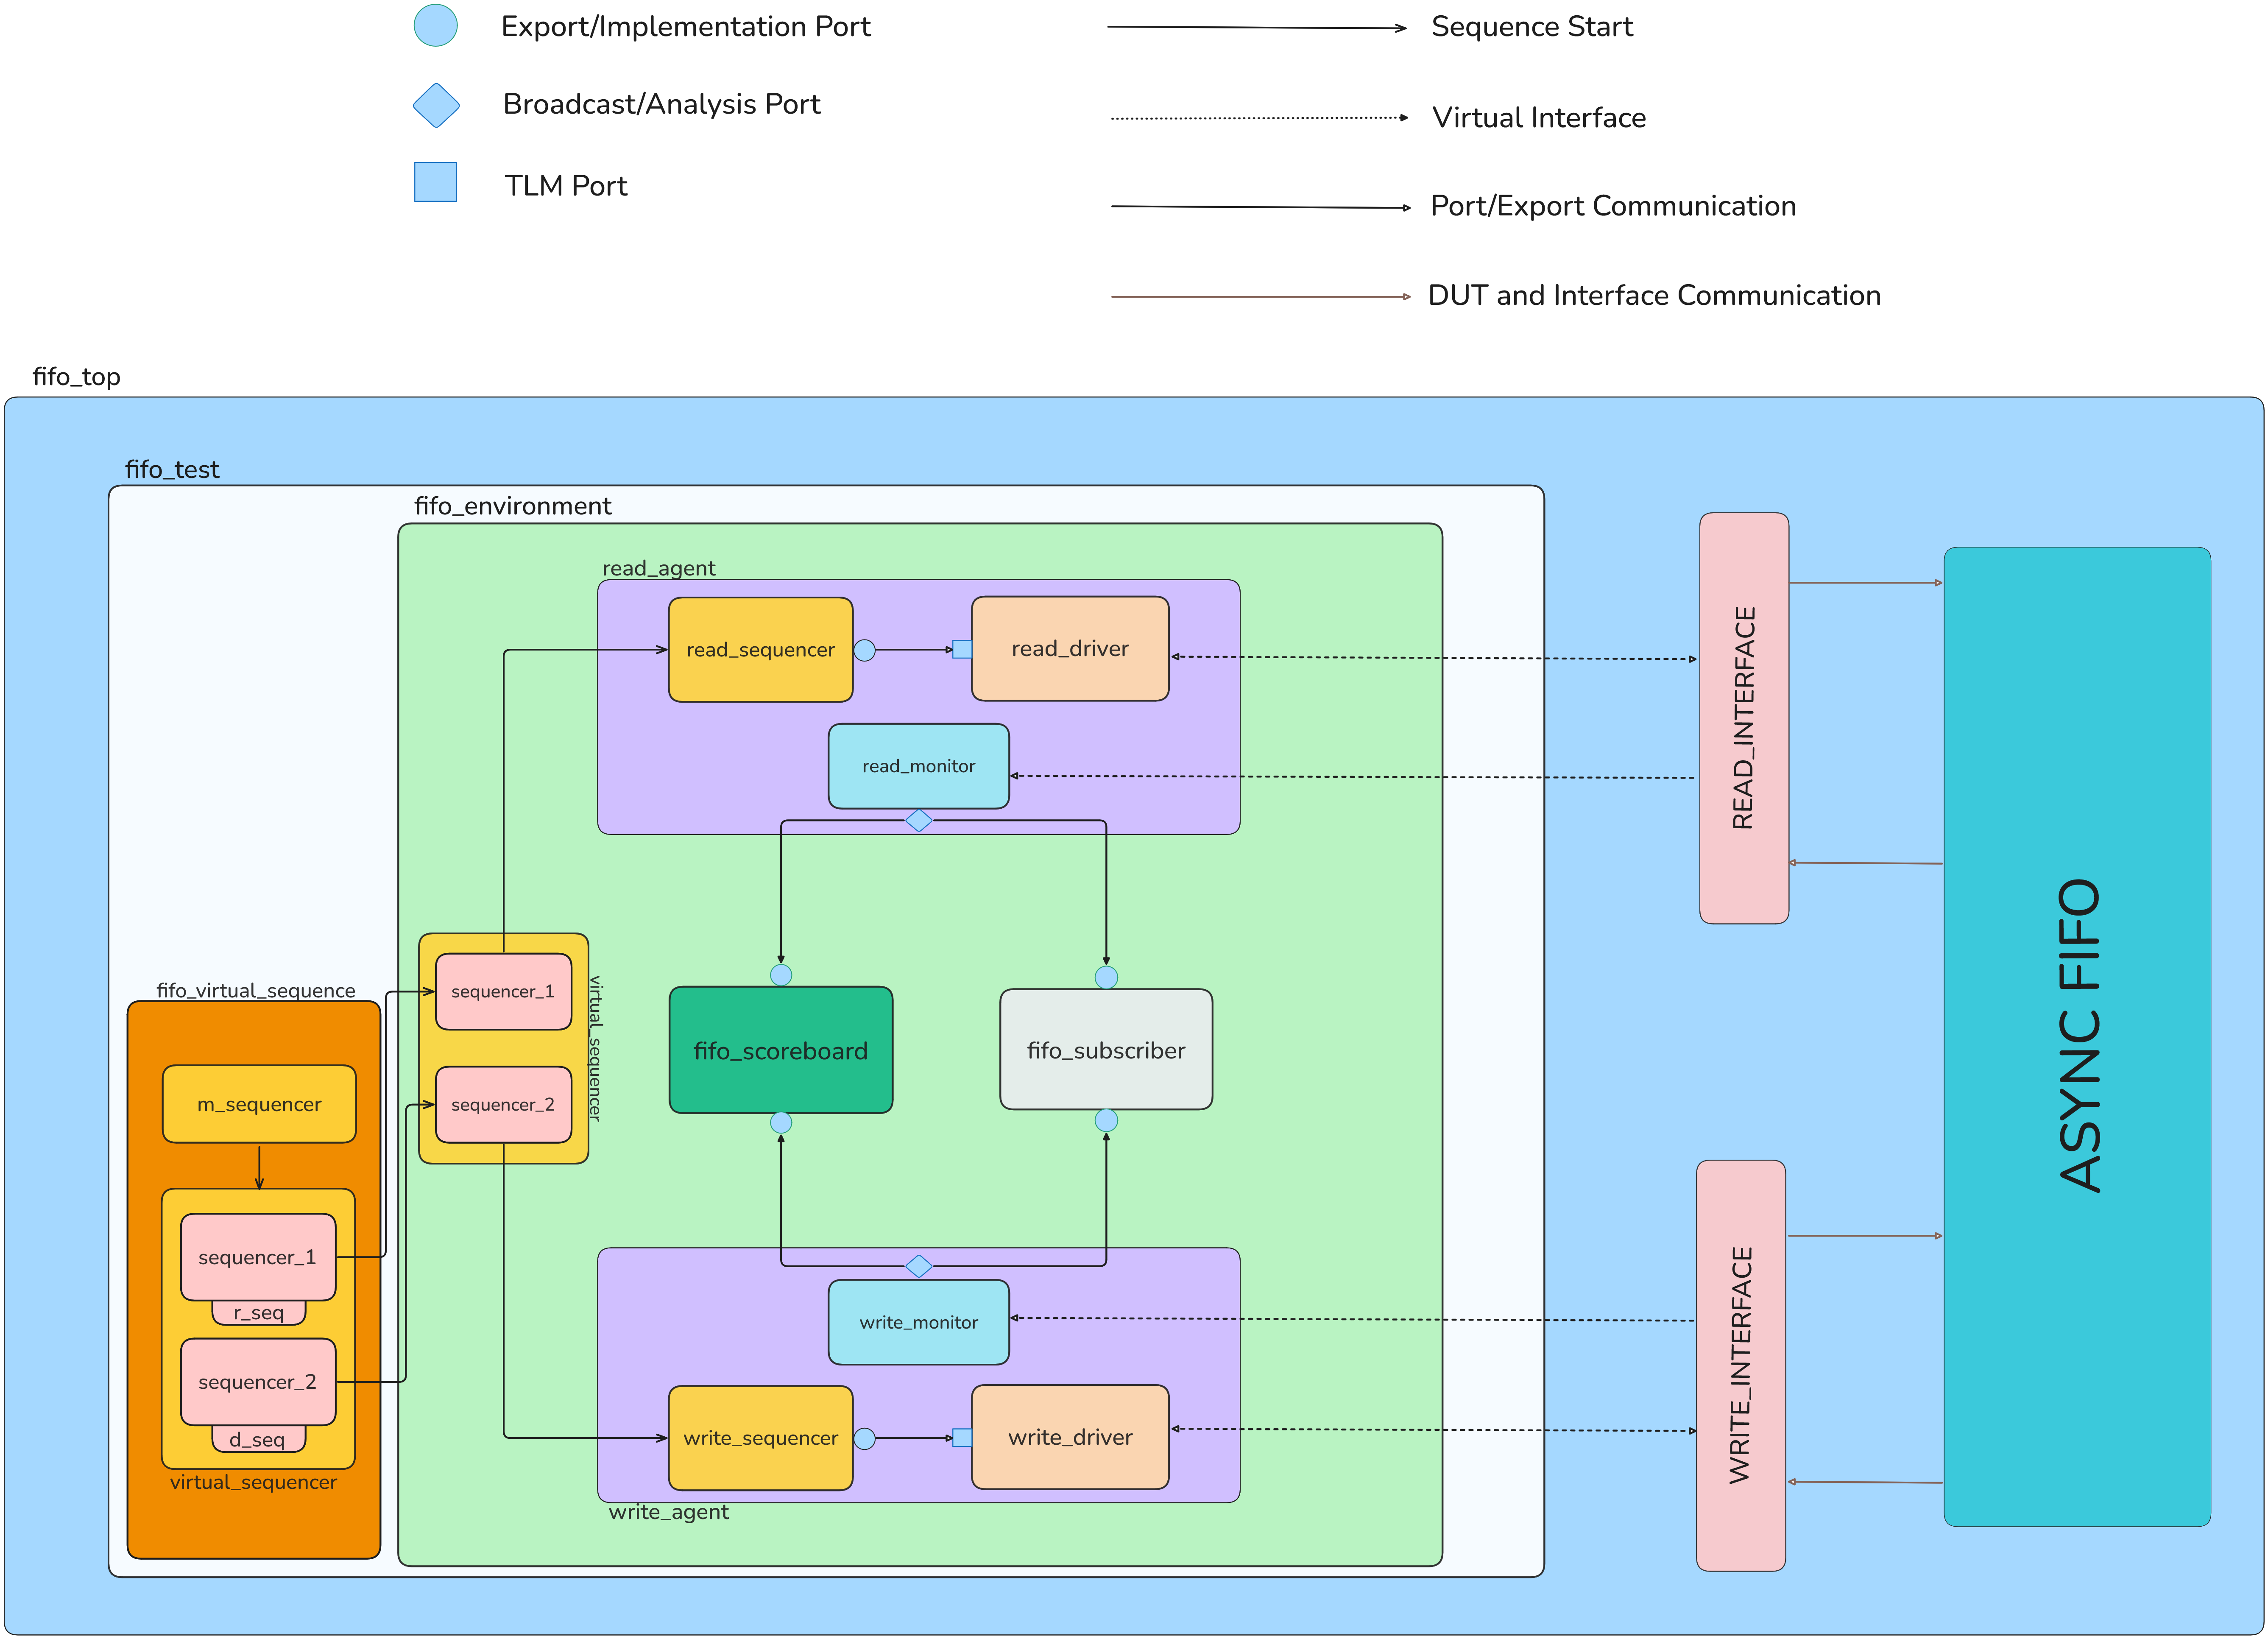 Export/Implementation Port
Sequence Start
Broadcast/Analysis Port
Virtual Interface
TLM Port
Port/Export Communication
DUT and Interface Communication
fifo_top
fifo_test
fifo_environment
read_agent
read_sequencer
read_driver
read_monitor
READ_INTERFACE
ASYNC FIFO
fifo_virtual_sequence
m_sequencer
sequencer_1
r_seq
sequencer_2
d_seq
virtual_sequencer
sequencer_1
sequencer_2
virtual_sequencer
fifo_scoreboard
fifo_subscriber
write_monitor
write_sequencer
write_driver
write_agent
WRITE_INTERFACE